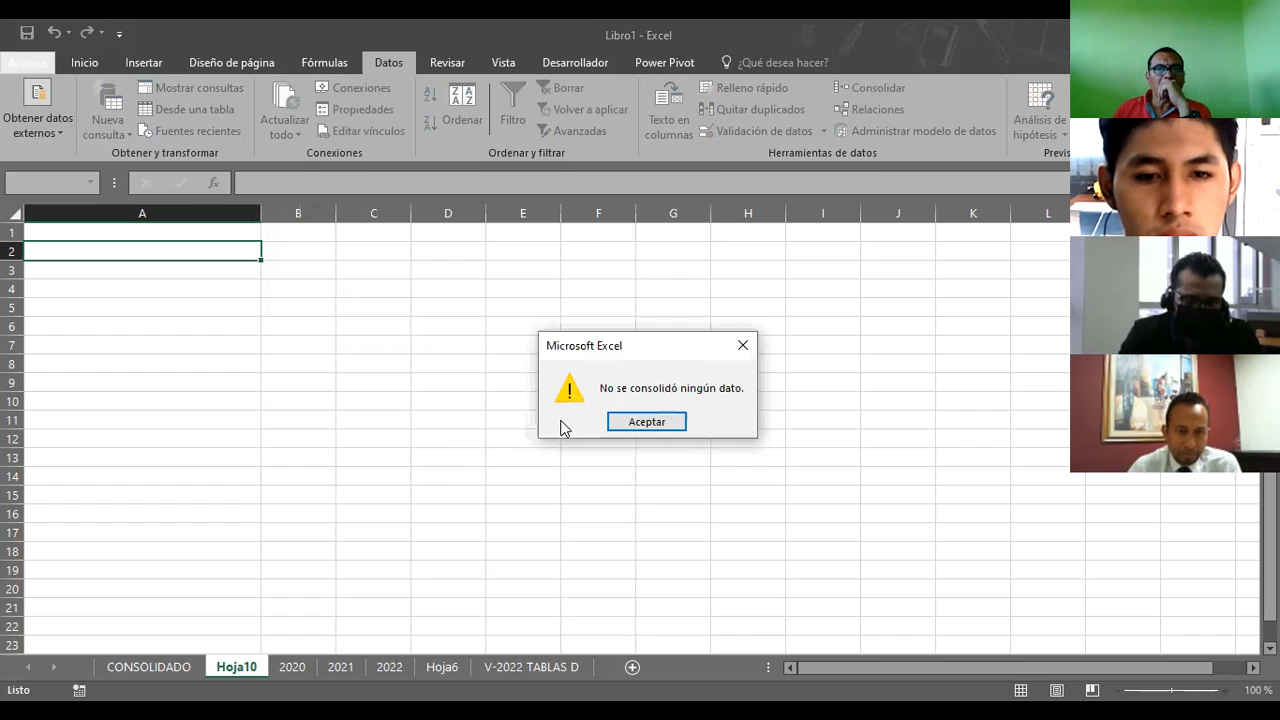 Libro1 - Excel
Archivo Inicio Insertar Diseño de página Fórmulas Datos Revisar Vista Desarrollador Power Pivot ¿Qué desea hacer?
Obtener datos externos
Nueva consulta
Mostrar consultas
Desde una tabla
Fuentes recientes
Obtener y transformar
Actualizar todo
Conexiones
Propiedades
Editar vínculos
Conexiones
Ordenar
Filtro
Borrar
Volver a aplicar
Avanzadas
Ordenar y filtrar
Texto en columnas
Relleno rápido
Quitar duplicados
Validación de datos
Consolidar
Relaciones
Administrar modelo de datos
Herramientas de datos
Análisis de hipótesis
Previs
fx
A B C D E F G H I J K L
1
2
3
4
5
6
7
8
9
10
11
12
13
14
15
16
17
18
19
20
21
22
23
Microsoft Excel
No se consolidó ningún dato.
Aceptar
CONSOLIDADO Hoja10 2020 2021 2022 Hoja6 V-2022 TABLAS D
Listo
100 %